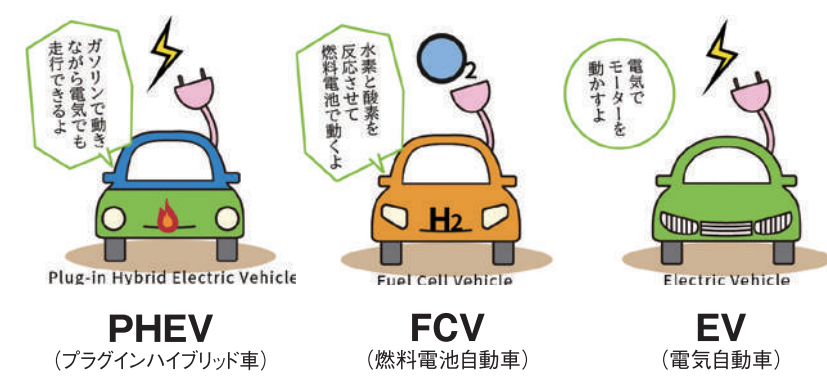 ガソリンで動き
ながら電気でも
走行できるよ
水素と酸素を
反応させて
燃料電池で動くよ
2
電気で
モーターを
動かすよ
H2
Plug-in Hybrid Electric Vehicle
Fuel Cell Vehicle
Electric Vehicle
PHEV
（プラグインハイブリッド車）
FCV
（燃料電池自動車）
EV
（電気自動車）